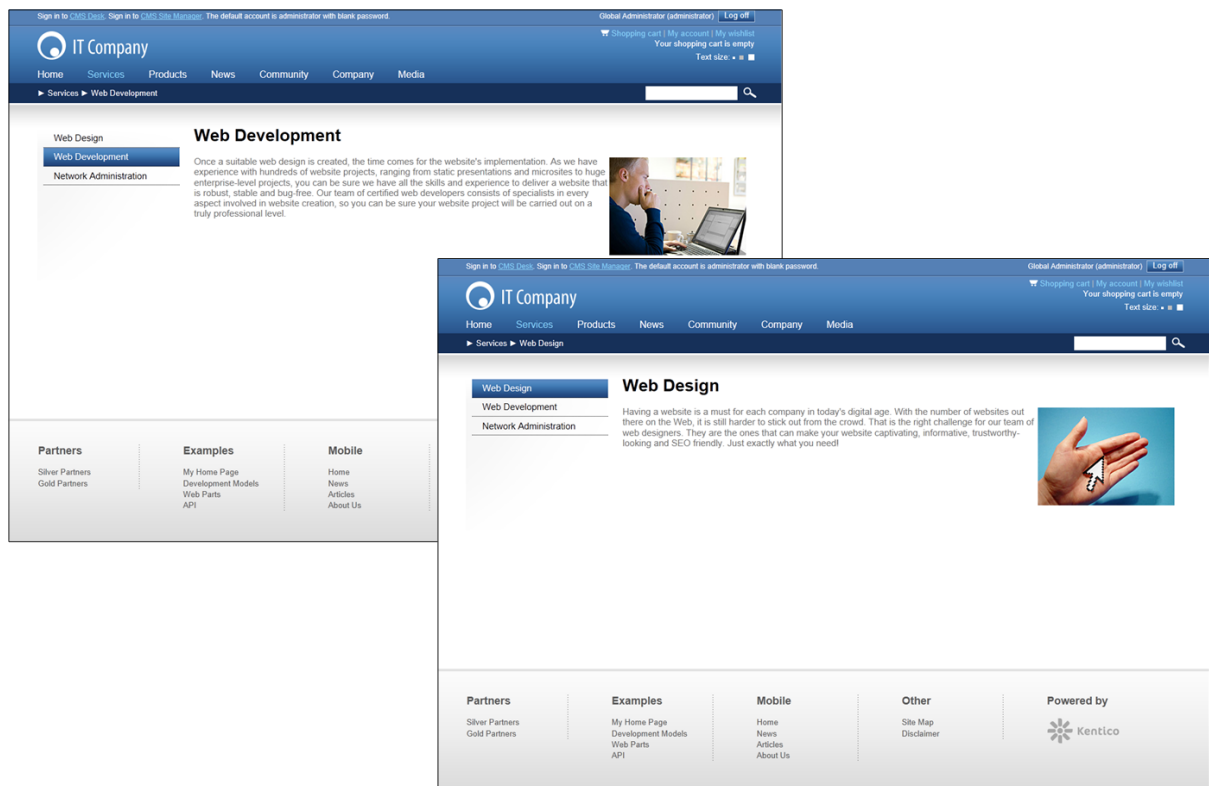 Sign in to CMS Desk. Sign in to CMS Site Manager. The default account is administrator with blank password.
Global Administrator (administrator) Log off
Shopping cart | My account | My wishlist
Your shopping cart is empty
Text size:
IT Company
Home Services Products News Community Company Media
► Services ► Web Development
Web Design
Web Development
Network Administration
Web Development
Once a suitable web design is created, the time comes for the website's implementation. As we have
experience with hundreds of website projects, ranging from static presentations and microsites to huge
enterprise-level projects, you can be sure we have all the skills and experience to deliver a website that
is robust, stable and bug-free. Our team of certified web developers consists of specialists in every
aspect involved in website creation, so you can be sure your website project will be carried out on a
truly professional level.
Partners
Silver Partners
Gold Partners
Examples
My Home Page
Development Models
Web Parts
API
Mobile
Home
News
Articles
About Us
Sign in to CMS Desk. Sign in to CMS Site Manager. The default account is administrator with blank password.
Global Administrator (administrator) Log off
Shopping cart | My account | My wishlist
Your shopping cart is empty
Text size:
IT Company
Home Services Products News Community Company Media
► Services ► Web Design
Web Design
Web Development
Network Administration
Web Design
Having a website is a must for each company in today's digital age. With the number of websites out
there on the Web, it is still harder to stick out from the crowd. That is the right challenge for our team of
web designers. They are the ones that can make your website captivating, informative, trustworthy-
looking and SEO friendly. Just exactly what you need!
Partners
Silver Partners
Gold Partners
Examples
My Home Page
Development Models
Web Parts
API
Mobile
Home
News
Articles
About Us
Other
Site Map
Disclaimer
Powered by
Kentico